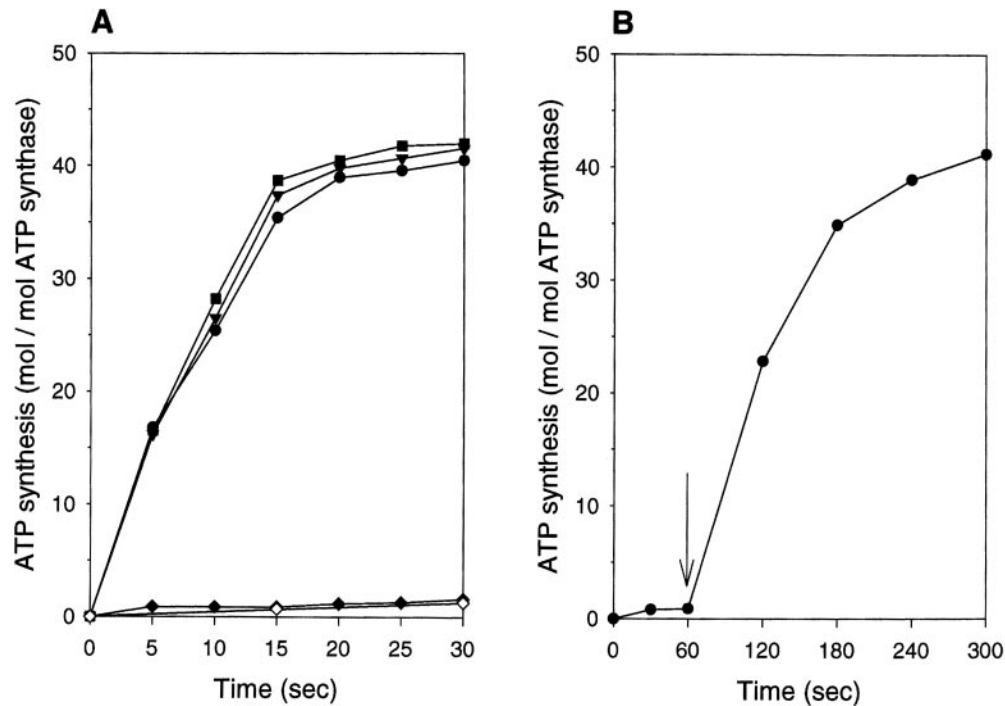 A
ATP synthesis (mol / mol ATP synthase)
50
40
30
20
10
0
0 5 10 15 20 25 30
Time (sec)
B
ATP synthesis (mol / mol ATP synthase)
50
40
30
20
10
0
0 60 120 180 240 300
Time (sec)